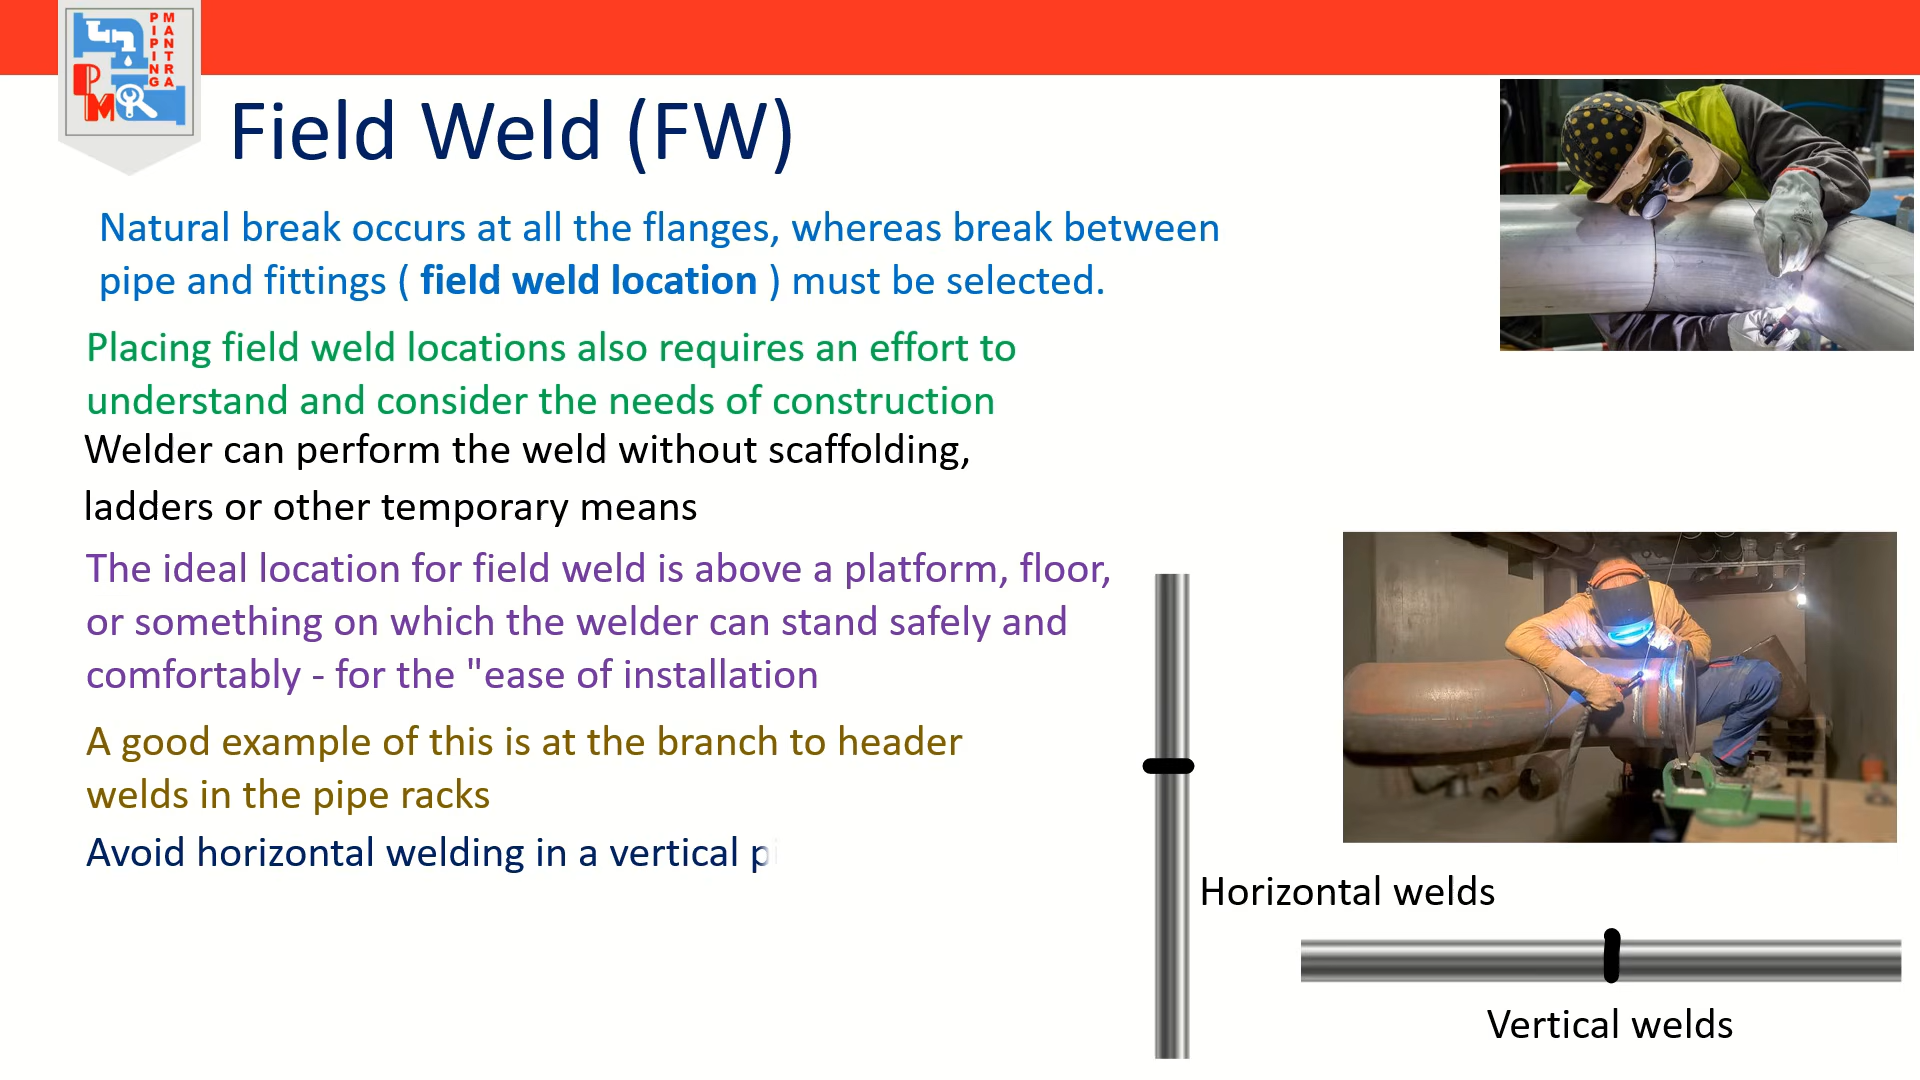 PIPING
MANTRA
PM
Field Weld (FW)
Natural break occurs at all the flanges, whereas break between
pipe and fittings ( field weld location ) must be selected.
Placing field weld locations also requires an effort to
understand and consider the needs of construction
Welder can perform the weld without scaffolding,
ladders or other temporary means
The ideal location for field weld is above a platform, floor,
or something on which the welder can stand safely and
comfortably - for the "ease of installation
A good example of this is at the branch to header
welds in the pipe racks
Avoid horizontal welding in a vertical
Horizontal welds
Vertical welds